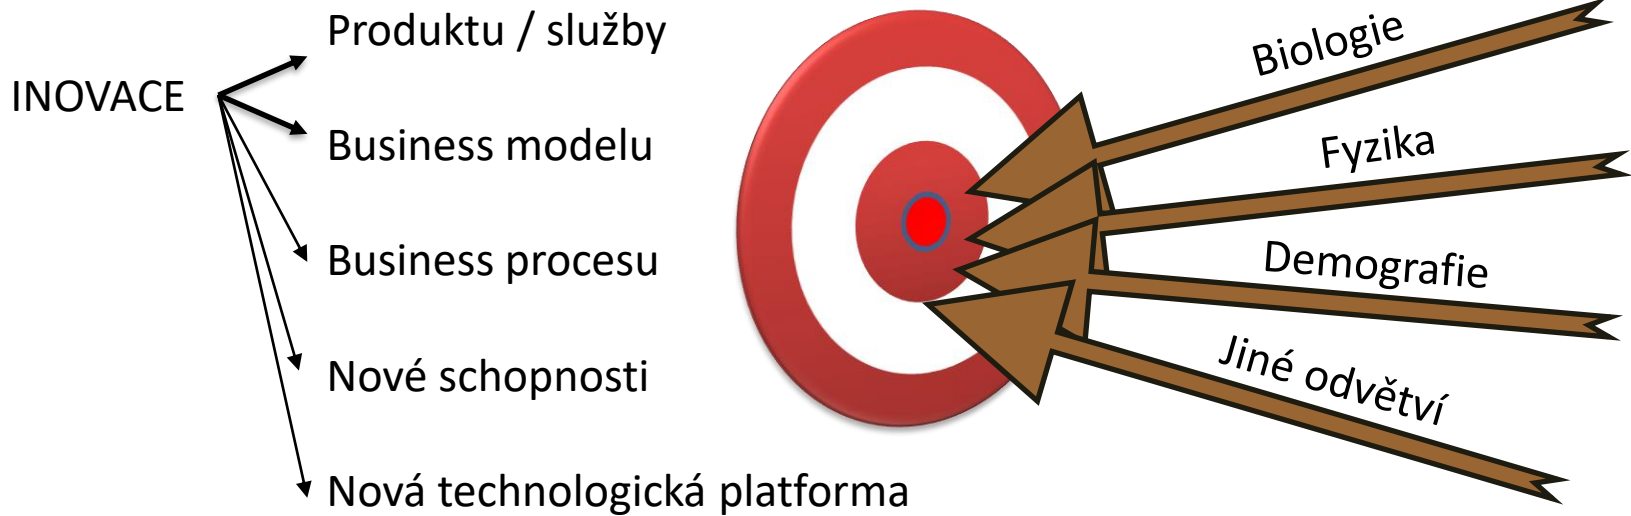 INOVACE
Produktu / služby
Business modelu
Business procesu
Nové schopnosti
Nová technologická platforma
Biologie
Fyzika
Demografie
Jiné odvětví